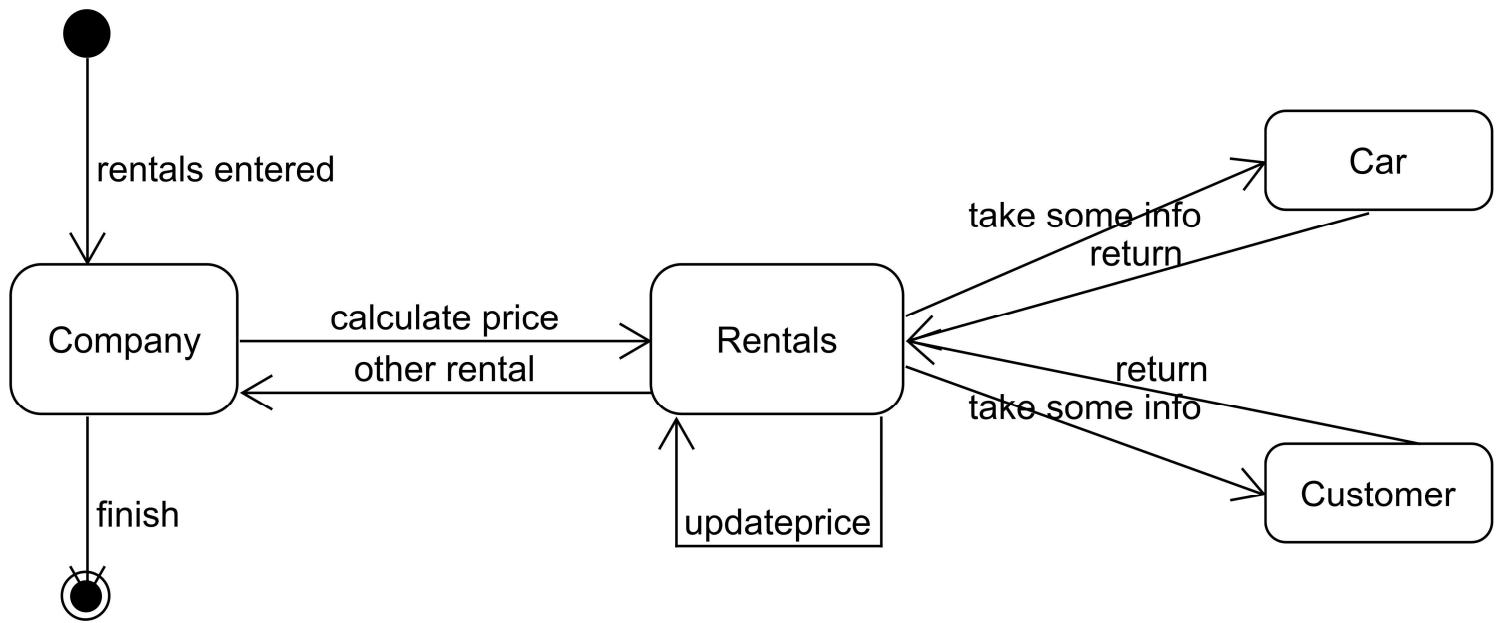 rentals entered
Car
take some info
return
Company
calculate price
other rental
Rentals
return
take some info
Customer
finish
updateprice